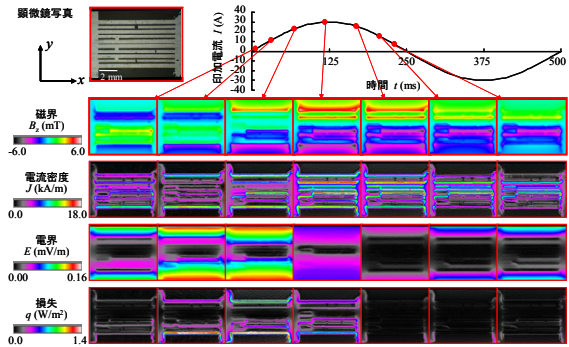 顕微鏡写真
y
x
2 mm
印加電流 I (A)
40
30
20
10
0
-10
-20
-30
-40
0
125
250
375
500
時間 t (ms)
磁界
Bz (mT)
-6.0 6.0
電流密度
J (kA/m)
0.0 18.0
電界
E (mV/m)
0.00 0.16
損失
q (W/m²)
0.0 1.4